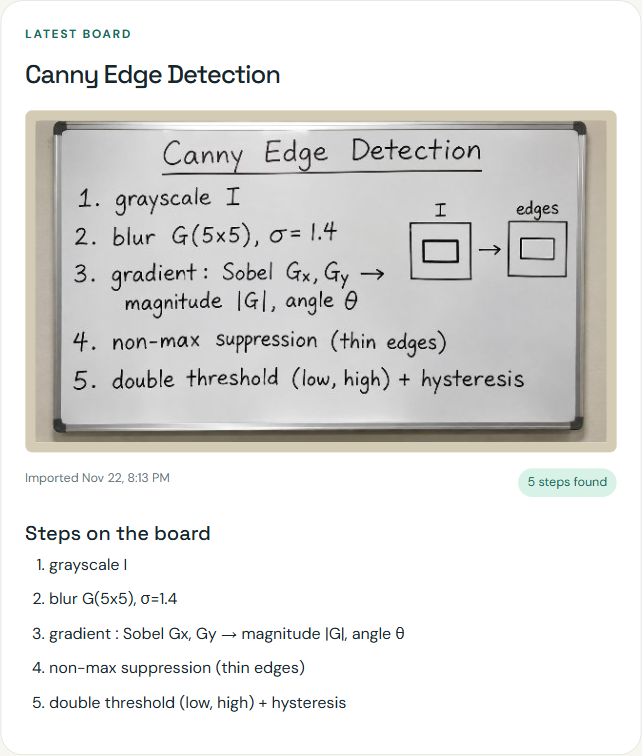 LATEST BOARD
Canny Edge Detection
Canny Edge Detection
1. grayscale I
2. blur G(5x5), σ = 1.4
3. gradient : Sobel Gx, Gy →
magnitude |G|, angle θ
4. non-max suppression (thin edges)
5. double threshold (low, high) + hysteresis
I → edges
Imported Nov 22, 8:13 PM
5 steps found
Steps on the board
1. grayscale I
2. blur G(5x5), σ=1.4
3. gradient : Sobel Gx, Gy → magnitude |G|, angle θ
4. non-max suppression (thin edges)
5. double threshold (low, high) + hysteresis